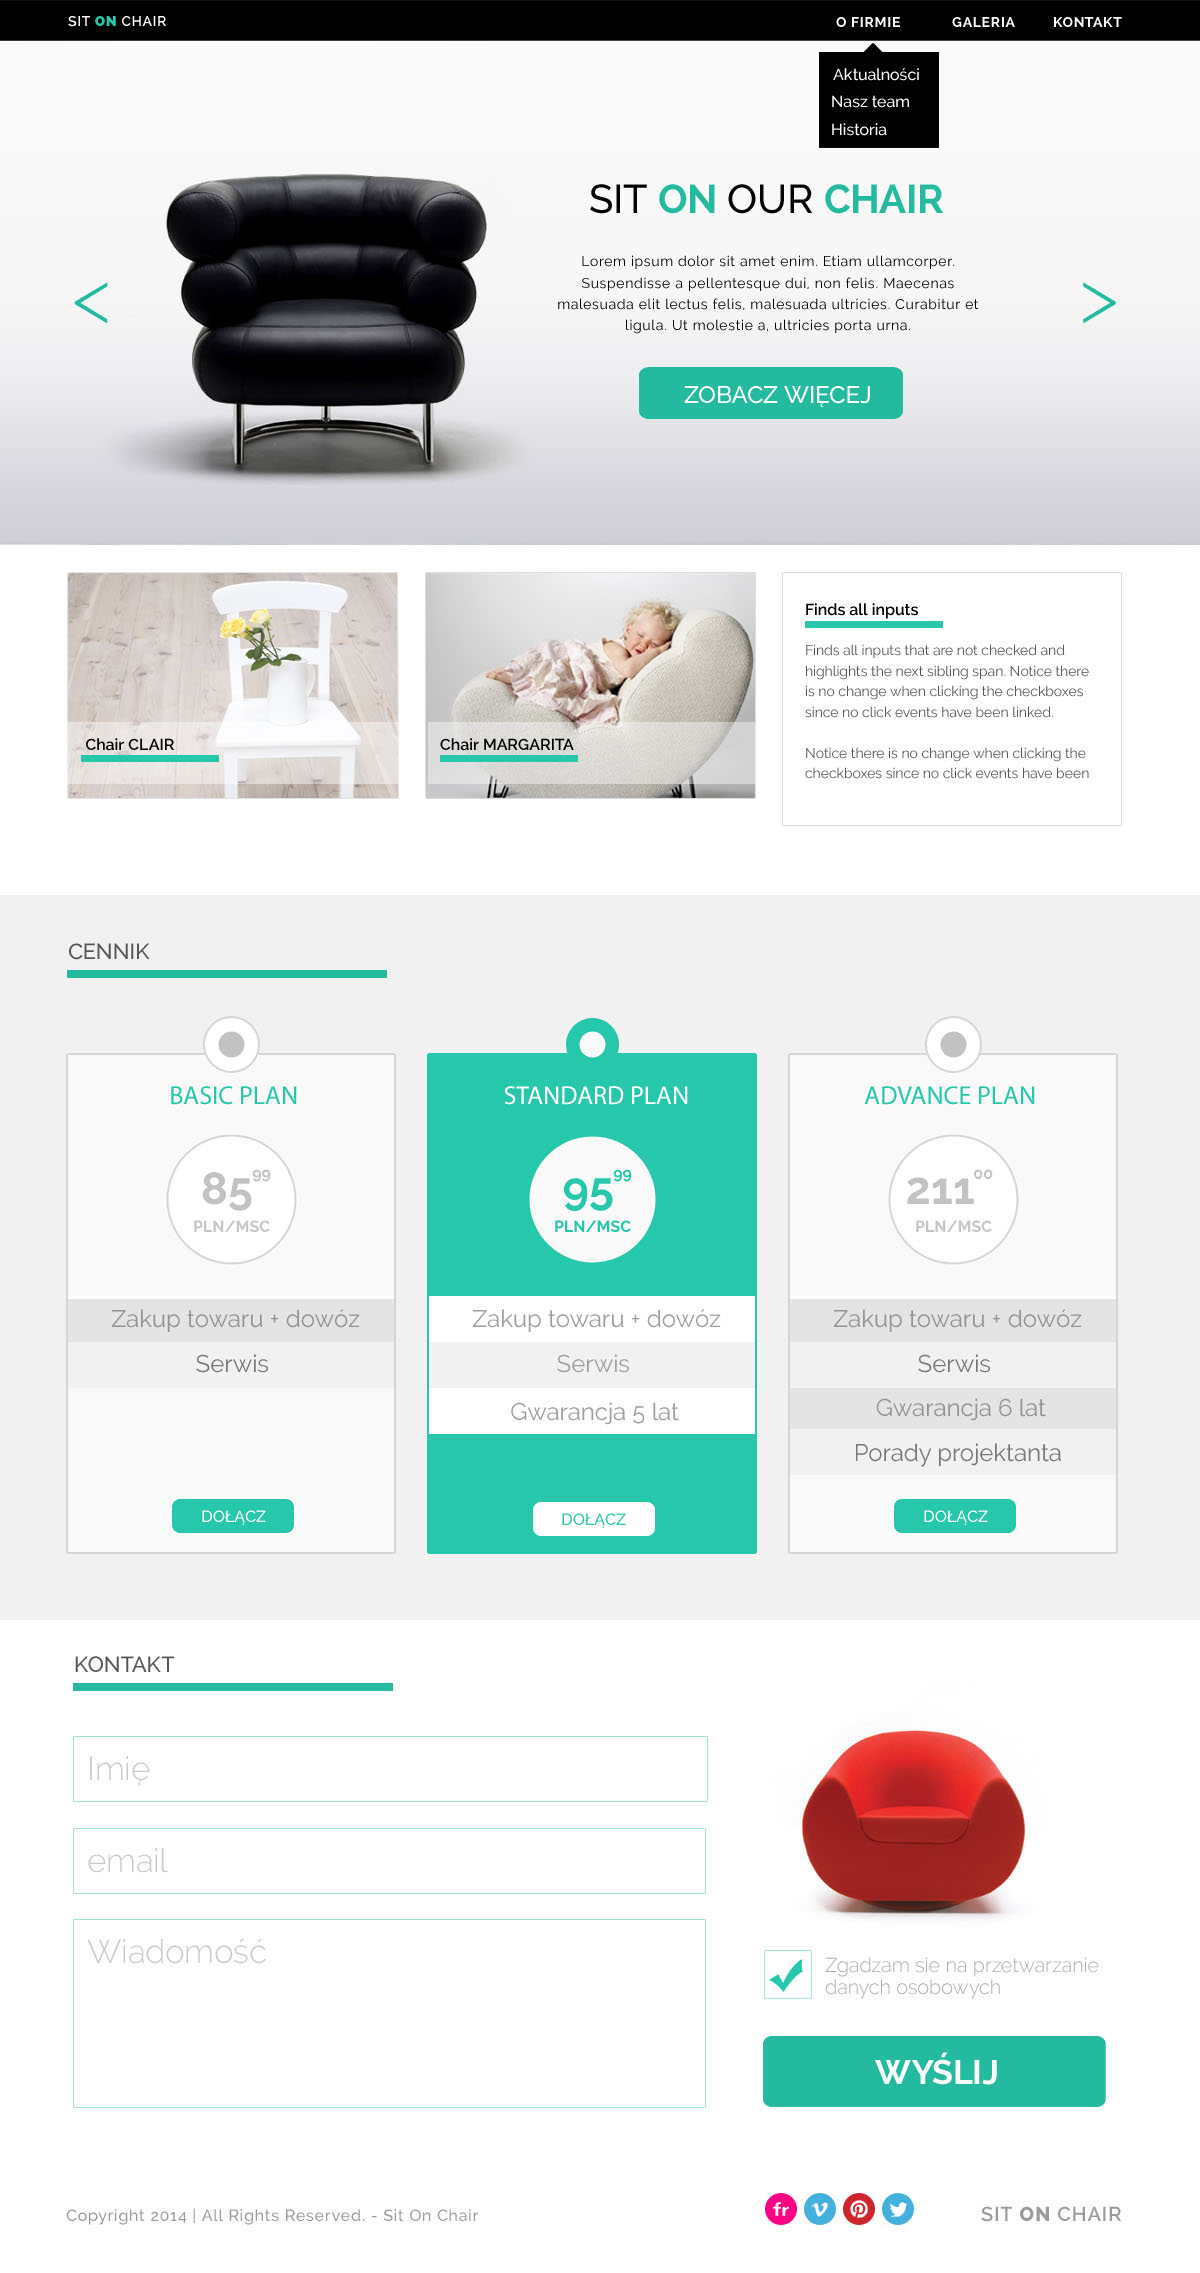 SIT ON CHAIR
O FIRMIE
GALERIA
KONTAKT
Aktualności
Nasz team
Historia
SIT ON OUR CHAIR
Lorem ipsum dolor sit amet enim. Etiam ullamcorper.
Suspendisse a pellentesque dui, non felis. Maecenas
malesuada elit lectus felis, malesuada ultricies. Curabitur et
ligula. Ut molestie a, ultricies porta urna.
<
>
ZOBACZ WIĘCEJ
Chair CLAIR
Chair MARGARITA
Finds all inputs
Finds all inputs that are not checked and
highlights the next sibling span. Notice there
is no change when clicking the checkboxes
since no click events have been linked.
Notice there is no change when clicking the
checkboxes since no click events have been
CENNIK
BASIC PLAN
85 99
PLN/MSC
Zakup towaru + dowóz
Serwis
DOŁĄCZ
STANDARD PLAN
95 99
PLN/MSC
Zakup towaru + dowóz
Serwis
Gwarancja 5 lat
DOŁĄCZ
ADVANCE PLAN
211 00
PLN/MSC
Zakup towaru + dowóz
Serwis
Gwarancja 6 lat
Porady projektanta
DOŁĄCZ
KONTAKT
Imię
email
Wiadomość
Zgadzam sie na przetwarzanie
danych osobowych
WYŚLIJ
Copyright 2014 | All Rights Reserved. - Sit On Chair
fr
SIT ON CHAIR